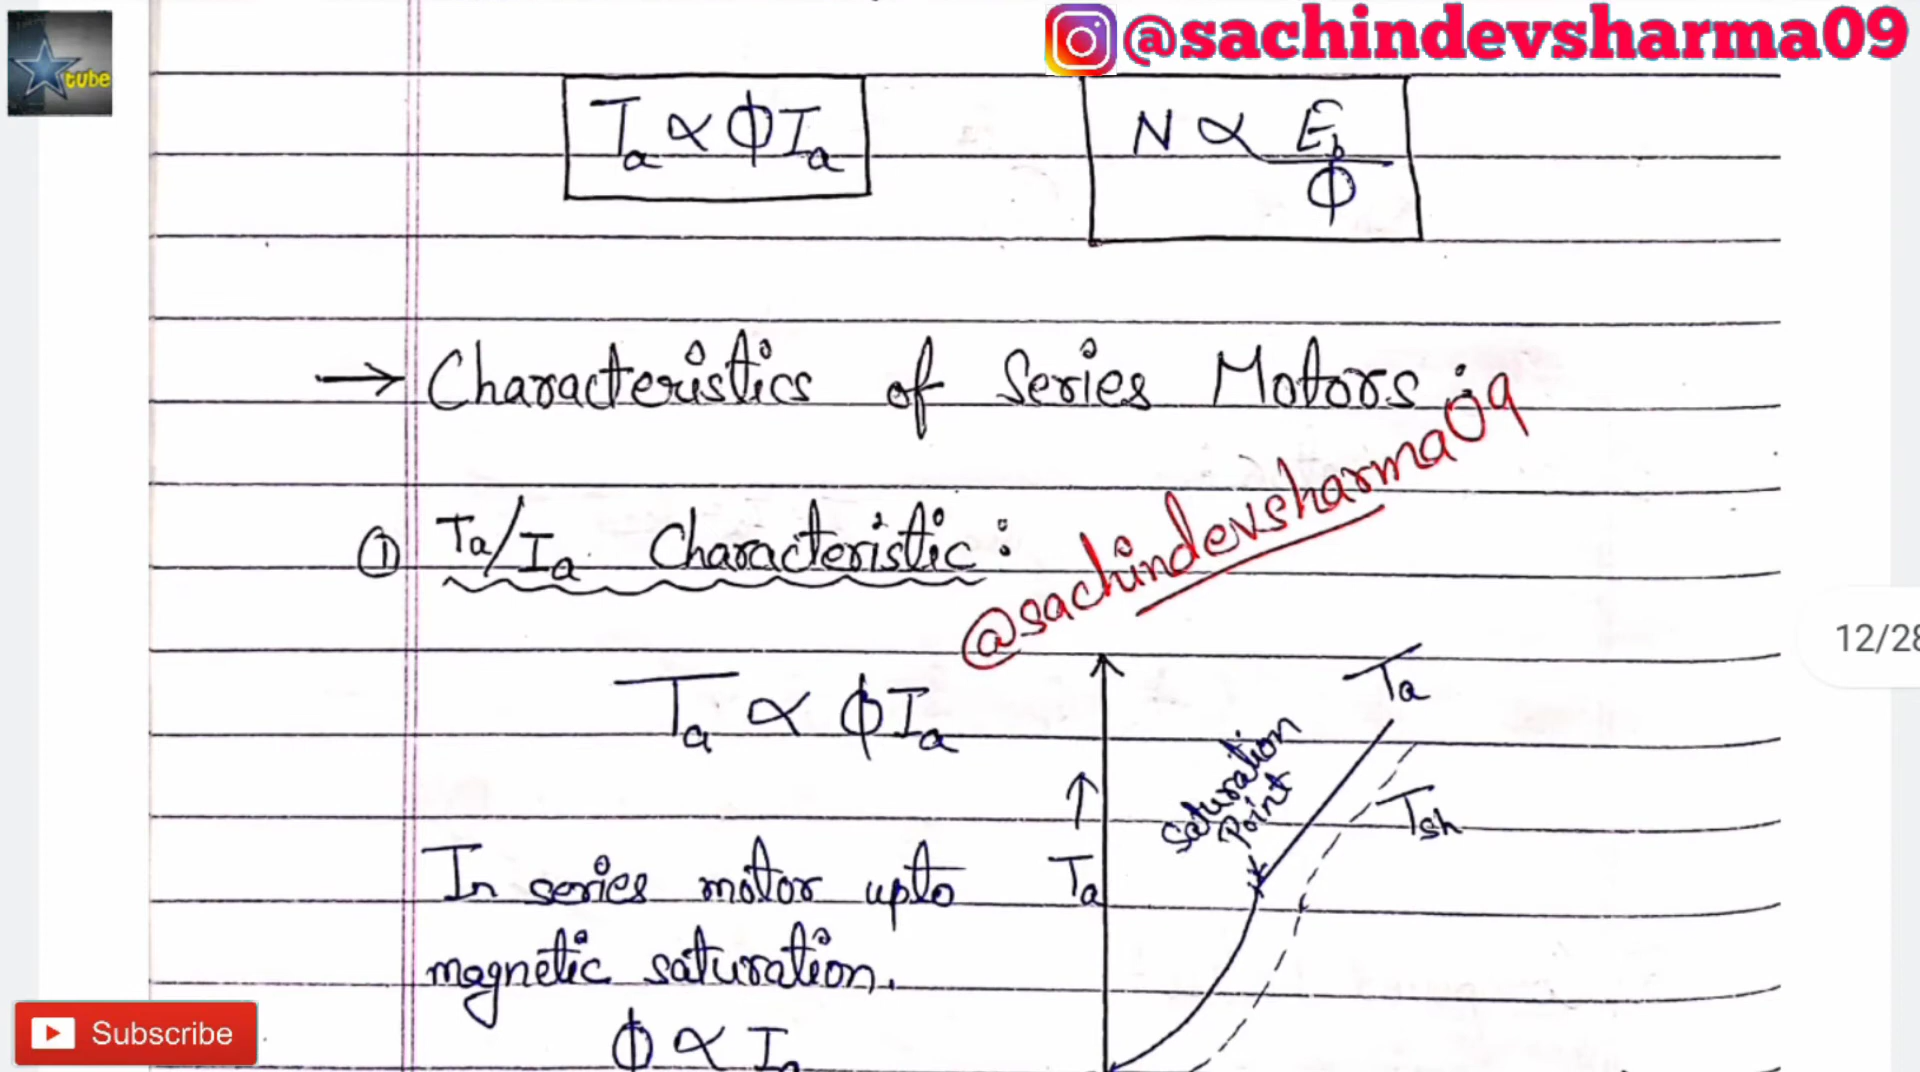 @sachindevsharma09
tube
Ta ∝ ΦIa
N ∝ Eb/Φ
→ Characteristics of Series Motors :
@sachindevsharma09
① Ta/Ia Characteristic :
Ta ∝ ΦIa
Ta
Saturation
Point
Tsh
↑
Ta
In series motor upto
magnetic saturation.
Φ ∝ Ia
12/28
Subscribe